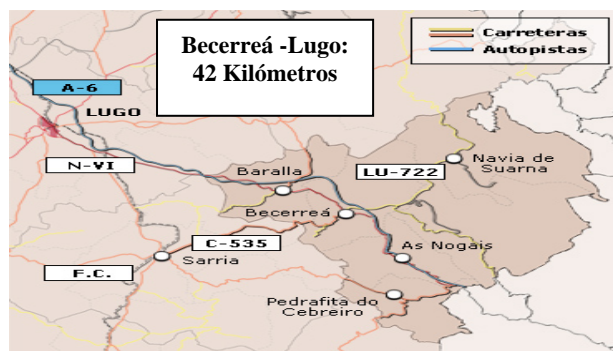 Becerreá -Lugo:
42 Kilómetros
Carreteras
Autopistas
A-6
LUGO
N-VI
Baralla
LU-722
Navia de
Suarna
Becerreá
C-535
As Nogais
F.C.
Sarria
Pedrafita do
Cebreiro